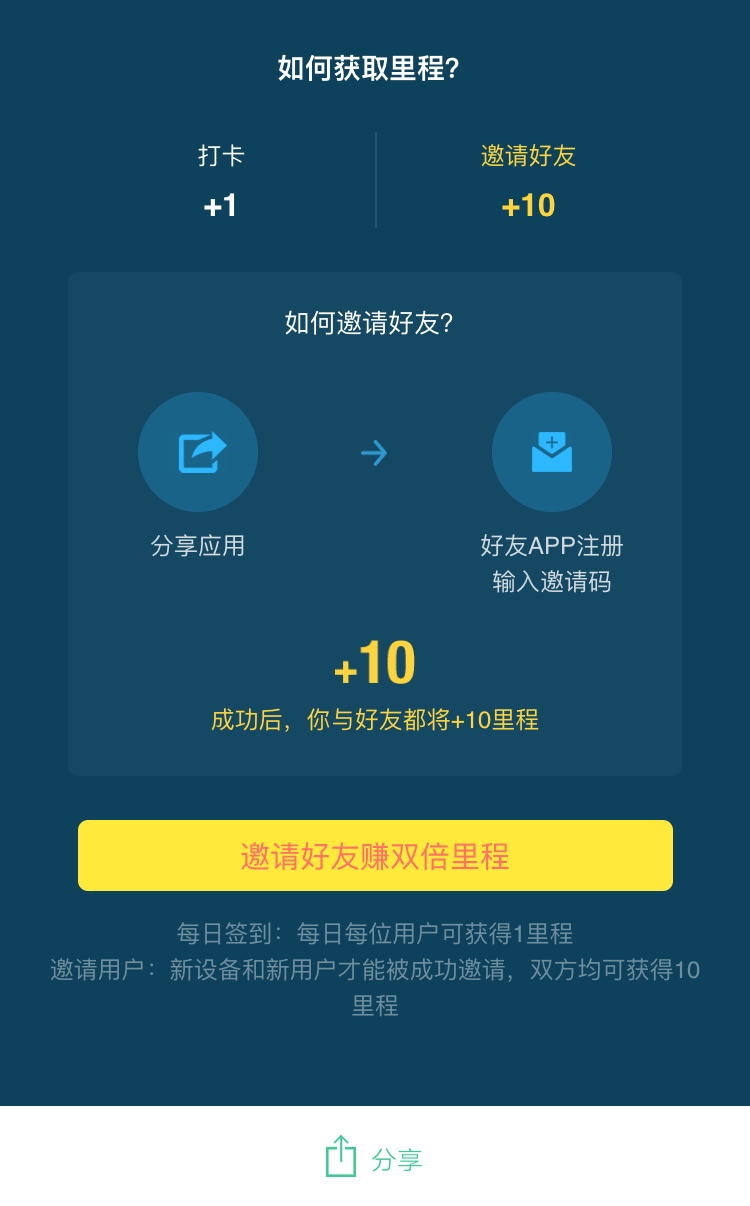 如何获取里程?
打卡
邀请好友
+1
+10
如何邀请好友?
分享应用
好友APP注册
输入邀请码
+10
成功后，你与好友都将+10里程
邀请好友赚双倍里程
每日签到：每日每位用户可获得1里程
邀请用户：新设备和新用户才能被成功邀请，双方均可获得10
里程
分享